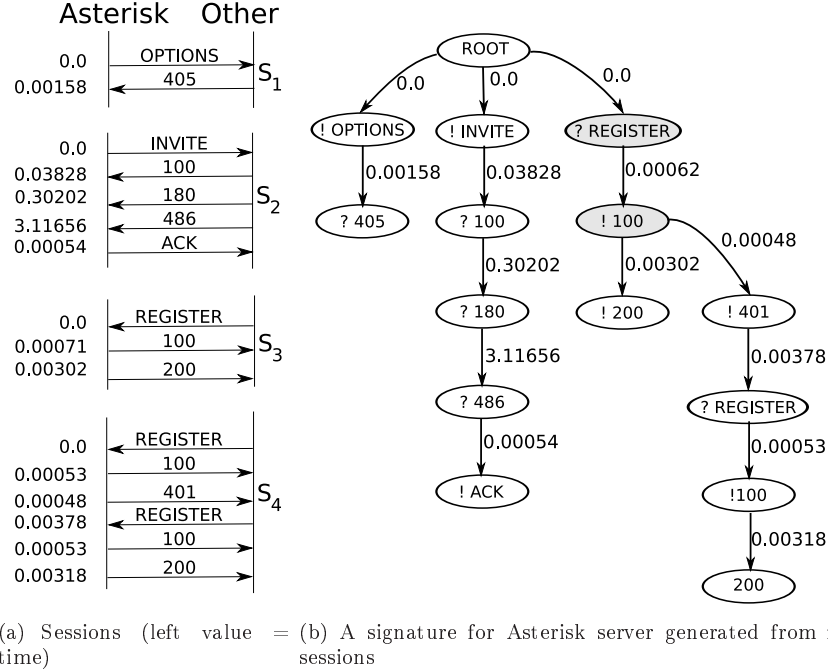 Asterisk Other
0.0 OPTIONS
0.00158 405
S1
0.0 INVITE
0.03828 100
0.30202 180
3.11656 486
0.00054 ACK
S2
0.0 REGISTER
0.00071 100
0.00302 200
S3
0.0 REGISTER
0.00053 100
0.00048 401
0.00378 REGISTER
0.00053 100
0.00318 200
S4
ROOT
0.0 0.0 0.0
! OPTIONS ! INVITE ? REGISTER
0.00158 0.03828 0.00062
? 405 ? 100 ! 100
0.00048
0.30202 0.00302
? 180 ! 200 ! 401
3.11656 0.00378
? 486 ? REGISTER
0.00054 0.00053
! ACK !100
0.00318
200
(a) Sessions (left value = time)
(b) A signature for Asterisk server generated from
sessions